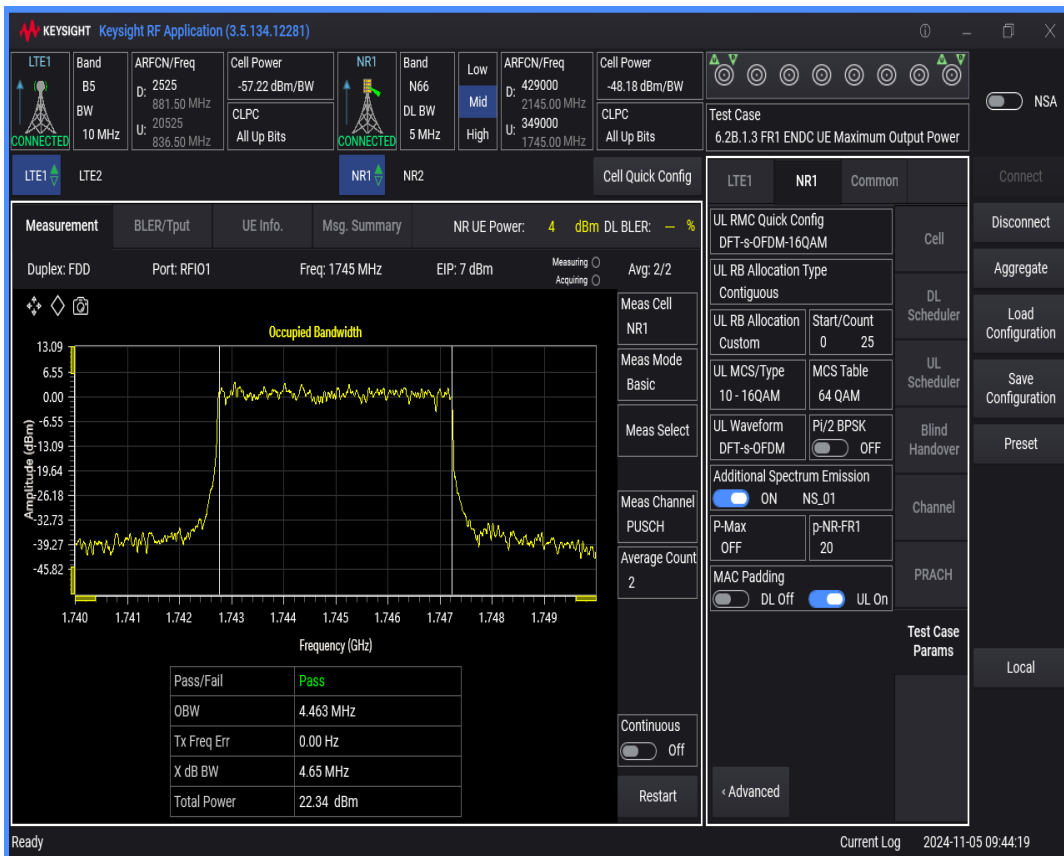 KEYSIGHT Keysight RF Application (3.5.134.12281)
LTE1
CONNECTED
Band
B5
BW
10 MHz
ARFCN/Freq
D: 2525
881.50 MHz
U: 20525
836.50 MHz
Cell Power
-57.22 dBm/BW
CLPC
All Up Bits
NR1
CONNECTED
Band
N66
DL BW
5 MHz
Low
Mid
High
ARFCN/Freq
D: 429000
2145.00 MHz
U: 349000
1745.00 MHz
Cell Power
-48.18 dBm/BW
CLPC
All Up Bits
Test Case
6.2B.1.3 FR1 ENDC UE Maximum Output Power
NSA
LTE1 LTE2
NR1 NR2
Cell Quick Config
Measurement BLER/Tput UE Info. Msg. Summary NR UE Power: 4 dBm DL BLER: --- %
Duplex: FDD Port: RFIO1 Freq: 1745 MHz EIP: 7 dBm Measuring Avg: 2/2
Acquiring
Occupied Bandwidth
Amplitude (dBm)
13.09
6.55
0.00
-6.55
-13.09
-19.64
-26.18
-32.73
-39.27
-45.82
1.740 1.741 1.742 1.743 1.744 1.745 1.746 1.747 1.748 1.749
Frequency (GHz)
Pass/Fail Pass
OBW 4.463 MHz
Tx Freq Err 0.00 Hz
X dB BW 4.65 MHz
Total Power 22.34 dBm
Meas Cell
NR1
Meas Mode
Basic
Meas Select
Meas Channel
PUSCH
Average Count
2
Continuous
Off
Restart
LTE1 NR1 Common
UL RMC Quick Config
DFT-s-OFDM-16QAM
UL RB Allocation Type
Contiguous
UL RB Allocation
Custom
Start/Count
0 25
UL MCS/Type
10 - 16QAM
MCS Table
64 QAM
UL Waveform
DFT-s-OFDM
Pi/2 BPSK
OFF
Additional Spectrum Emission
ON NS_01
P-Max
OFF
p-NR-FR1
20
MAC Padding
DL Off UL On
‹ Advanced
Cell
DL
Scheduler
UL
Scheduler
Blind
Handover
Channel
PRACH
Test Case
Params
Connect
Disconnect
Aggregate
Load
Configuration
Save
Configuration
Preset
Local
Ready
Current Log 2024-11-05 09:44:19